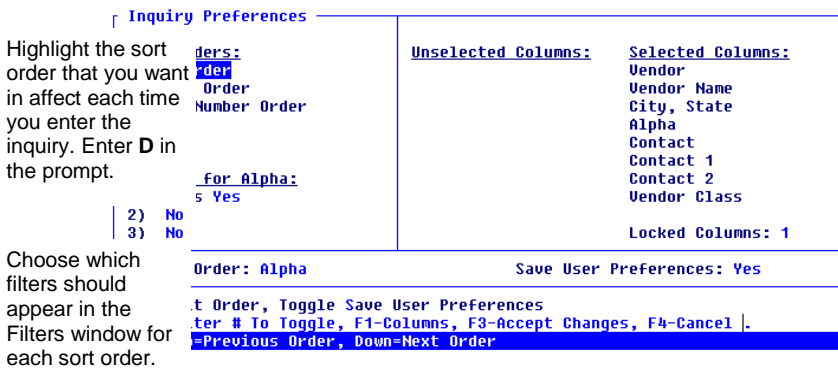 Inquiry Preferences
Highlight the sort
order that you want
in affect each time
you enter the
inquiry. Enter D in
the prompt.
ders:
rder
Order
Number Order
for Alpha:
s Yes
2) No
3) No
Choose which
filters should
appear in the
Filters window for
each sort order.
Unselected Columns:
Selected Columns:
Vendor
Vendor Name
City, State
Alpha
Contact
Contact 1
Contact 2
Vendor Class
Locked Columns: 1
Order: Alpha
Save User Preferences: Yes
t Order, Toggle Save User Preferences
ter # To Toggle, F1-Columns, F3-Accept Changes, F4-Cancel .
=Previous Order, Down=Next Order